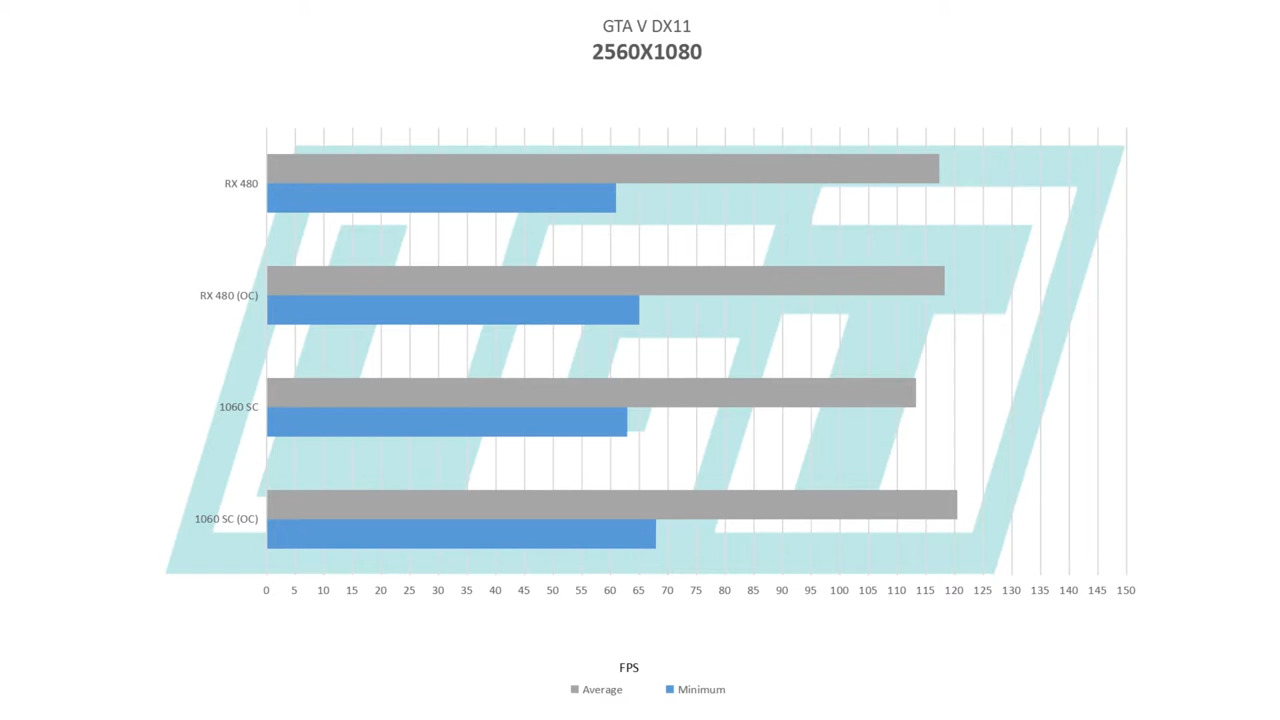 GTA V DX11
2560X1080
RX 480
RX 480 (OC)
1060 SC
1060 SC (OC)
0 5 10 15 20 25 30 35 40 45 50 55 60 65 70 75 80 85 90 95 100 105 110 115 120 125 130 135 140 145 150
FPS
Average Minimum